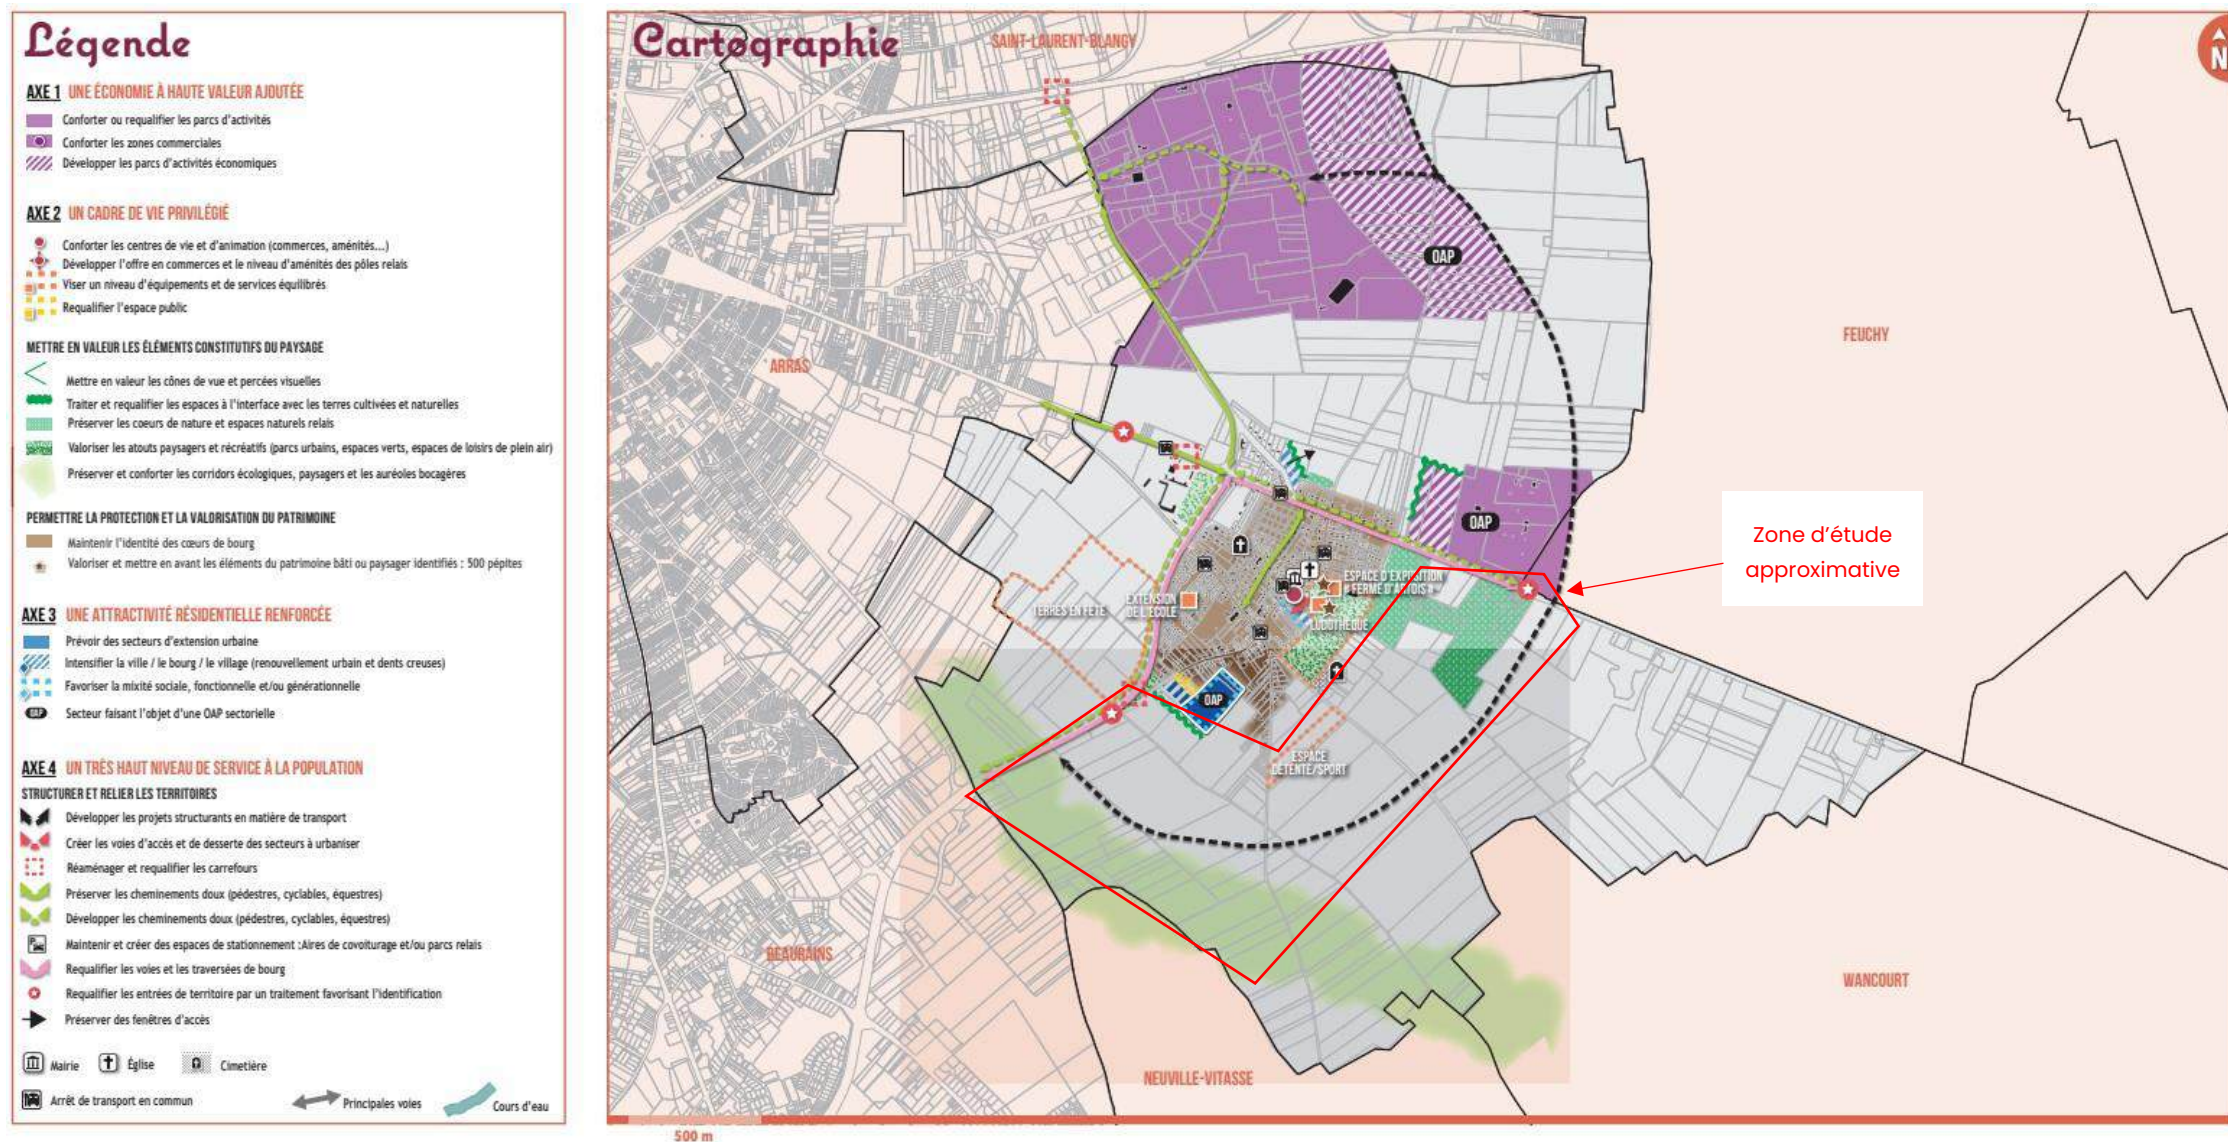 Légende
AXE 1 UNE ÉCONOMIE À HAUTE VALEUR AJOUTÉE
Conforter ou requalifier les parcs d'activités
Conforter les zones commerciales
Développer les parcs d'activités économiques
AXE 2 UN CADRE DE VIE PRIVILÉGIÉ
Conforter les centres de vie et d'animation (commerces, aménités...)
Développer l'offre en commerces et le niveau d'aménités des pôles relais
Viser un niveau d'équipements et de services équilibrés
Requalifier l'espace public
METTRE EN VALEUR LES ÉLÉMENTS CONSTITUTIFS DU PAYSAGE
Mettre en valeur les cônes de vue et percées visuelles
Traiter et requalifier les espaces à l'interface avec les terres cultivées et naturelles
Préserver les coeurs de nature et espaces naturels relais
Valoriser les atouts paysagers et récréatifs (parcs urbains, espaces verts, espaces de loisirs de plein air)
Préserver et conforter les corridors écologiques, paysagers et les auréoles bocagères
PERMETTRE LA PROTECTION ET LA VALORISATION DU PATRIMOINE
Maintenir l'identité des cœurs de bourg
Valoriser et mettre en avant les éléments du patrimoine bâti ou paysager identifiés : 500 pépites
AXE 3 UNE ATTRACTIVITÉ RÉSIDENTIELLE RENFORCÉE
Prévoir des secteurs d'extension urbaine
Intensifier la ville / le bourg / le village (renouvellement urbain et dents creuses)
Favoriser la mixité sociale, fonctionnelle et/ou générationnelle
OAP Secteur faisant l'objet d'une OAP sectorielle
AXE 4 UN TRÈS HAUT NIVEAU DE SERVICE À LA POPULATION
STRUCTURER ET RELIER LES TERRITOIRES
Développer les projets structurants en matière de transport
Créer les voies d'accès et de desserte des secteurs à urbaniser
Réaménager et requalifier les carrefours
Préserver les cheminements doux (pédestres, cyclables, équestres)
Développer les cheminements doux (pédestres, cyclables, équestres)
Maintenir et créer des espaces de stationnement :Aires de covoiturage et/ou parcs relais
Requalifier les voies et les traversées de bourg
Requalifier les entrées de territoire par un traitement favorisant l'identification
Préserver des fenêtres d'accès
Mairie Église Cimetière
Arrêt de transport en commun Principales voies Cours d'eau
Cartographie
N
SAINT-LAURENT-BLANGY
OAP
FEUCHY
ARRAS
OAP
Zone d'étude
approximative
ESPACE D'EXPOSITION
« FERME D'ARTOIS »
EXTENSION
DE L'ECOLE
TERRES EN FETE
LUDOTHEQUE
OAP
ESPACE
DETENTE/SPORT
BEAURAINS
WANCOURT
NEUVILLE-VITASSE
500 m